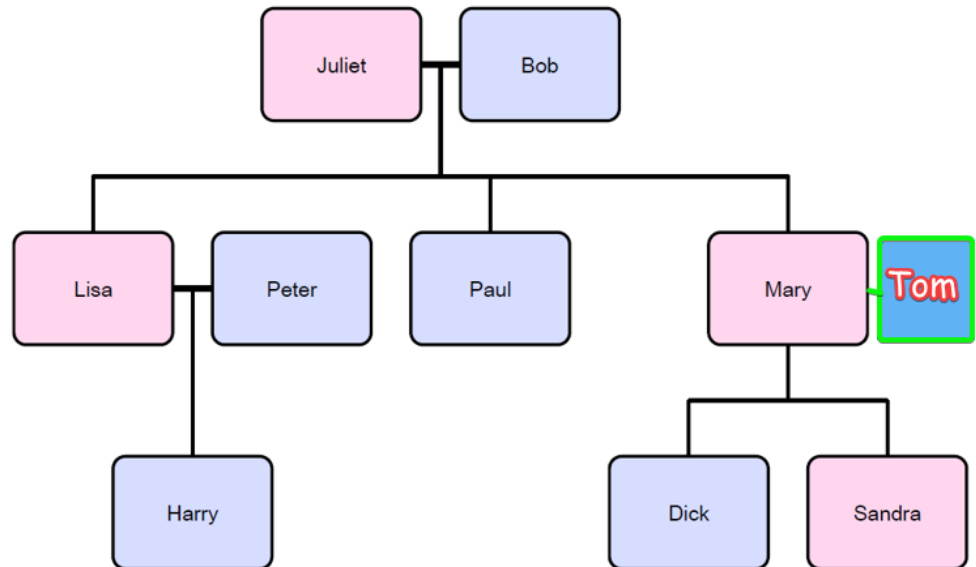 Juliet
Bob
Lisa
Peter
Paul
Mary
Tom
Harry
Dick
Sandra